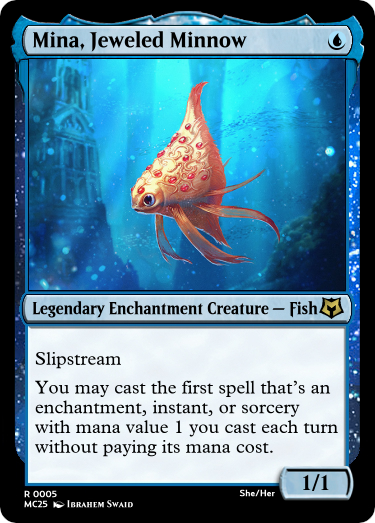 Mina, Jeweled Minnow
Legendary Enchantment Creature — Fish
Slipstream
You may cast the first spell that's an
enchantment, instant, or sorcery
with mana value 1 you cast each turn
without paying its mana cost.
1/1
R 0005
She/Her
MC25 Ibrahem Swaid